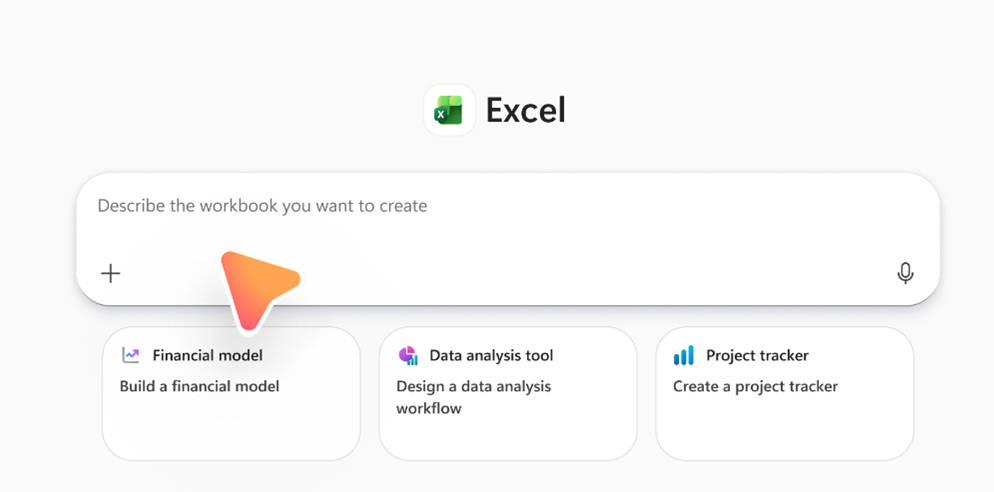 Excel
Describe the workbook you want to create
Financial model
Build a financial model
Data analysis tool
Design a data analysis
workflow
Project tracker
Create a project tracker